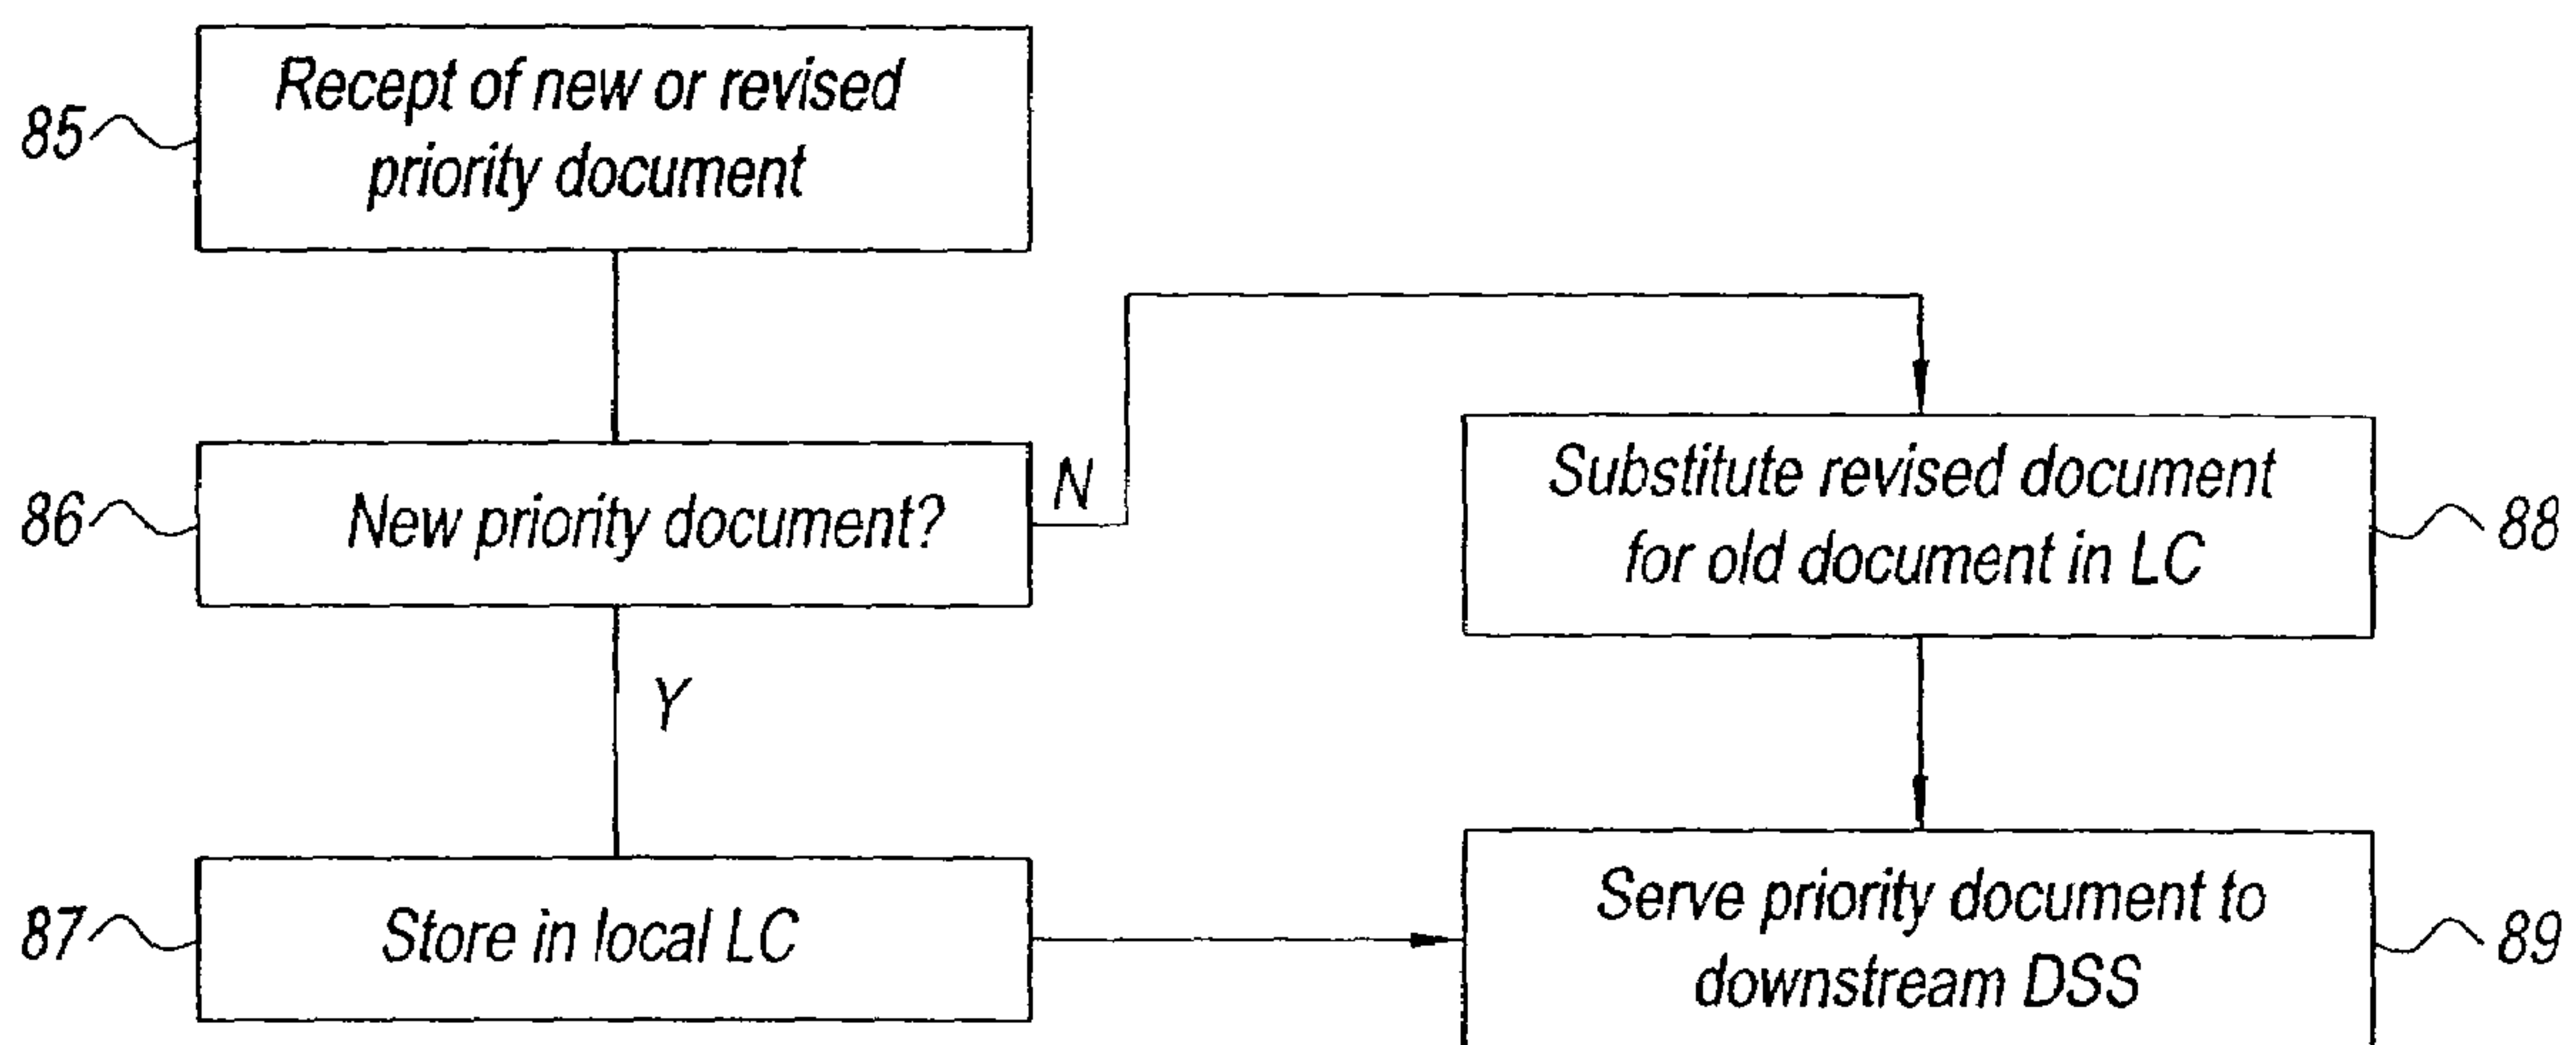 85
Recept of new or revised
priority document
86
New priority document?
N
Y
87
Store in local LC
Substitute revised document
for old document in LC
88
Serve priority document to
downstream DSS
89